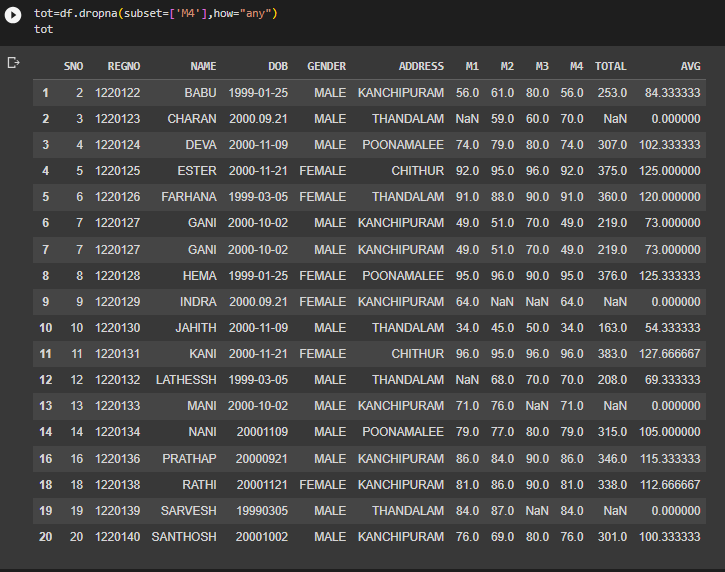 tot=df.dropna(subset=['M4'],how="any")
tot
SNO REGNO NAME DOB GENDER ADDRESS M1 M2 M3 M4 TOTAL AVG
1 2 1220122 BABU 1999-01-25 MALE KANCHIPURAM 56.0 61.0 80.0 56.0 253.0 84.333333
2 3 1220123 CHARAN 2000.09.21 MALE THANDALAM NaN 59.0 60.0 70.0 NaN 0.000000
3 4 1220124 DEVA 2000-11-09 MALE POONAMALEE 74.0 79.0 80.0 74.0 307.0 102.333333
4 5 1220125 ESTER 2000-11-21 FEMALE CHITHUR 92.0 95.0 96.0 92.0 375.0 125.000000
5 6 1220126 FARHANA 1999-03-05 FEMALE THANDALAM 91.0 88.0 90.0 91.0 360.0 120.000000
6 7 1220127 GANI 2000-10-02 MALE KANCHIPURAM 49.0 51.0 70.0 49.0 219.0 73.000000
7 7 1220127 GANI 2000-10-02 MALE KANCHIPURAM 49.0 51.0 70.0 49.0 219.0 73.000000
8 8 1220128 HEMA 1999-01-25 FEMALE POONAMALEE 95.0 96.0 90.0 95.0 376.0 125.333333
9 9 1220129 INDRA 2000.09.21 FEMALE KANCHIPURAM 64.0 NaN NaN 64.0 NaN 0.000000
10 10 1220130 JAHITH 2000-11-09 MALE THANDALAM 34.0 45.0 50.0 34.0 163.0 54.333333
11 11 1220131 KANI 2000-11-21 FEMALE CHITHUR 96.0 95.0 96.0 96.0 383.0 127.666667
12 12 1220132 LATHESSH 1999-03-05 MALE THANDALAM NaN 68.0 70.0 70.0 208.0 69.333333
13 13 1220133 MANI 2000-10-02 MALE KANCHIPURAM 71.0 76.0 NaN 71.0 NaN 0.000000
14 14 1220134 NANI 20001109 MALE POONAMALEE 79.0 77.0 80.0 79.0 315.0 105.000000
16 16 1220136 PRATHAP 20000921 MALE KANCHIPURAM 86.0 84.0 90.0 86.0 346.0 115.333333
18 18 1220138 RATHI 20001121 FEMALE KANCHIPURAM 81.0 86.0 90.0 81.0 338.0 112.666667
19 19 1220139 SARVESH 19990305 MALE THANDALAM 84.0 87.0 NaN 84.0 NaN 0.000000
20 20 1220140 SANTHOSH 20001002 MALE KANCHIPURAM 76.0 69.0 80.0 76.0 301.0 100.333333